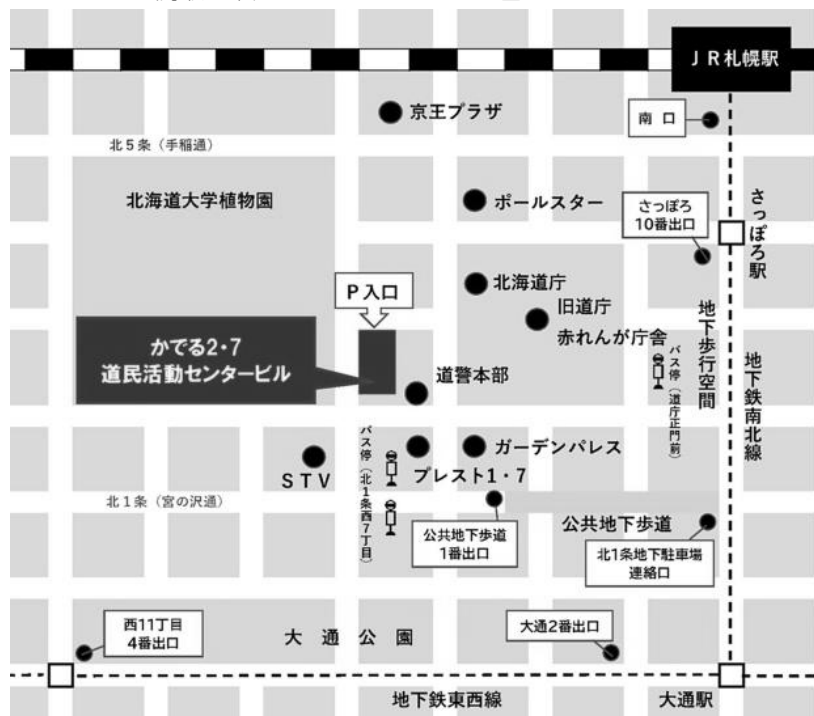 JR札幌駅
京王プラザ
南口
北5条（手稲通）
北海道大学植物園
ポールスター
さっぽろ
10番出口
さっぽろ駅
P入口
北海道庁
旧道庁
赤れんが庁舎
かでる2・7
道民活動センタービル
道警本部
バス停（道庁正門前）
地下歩行空間
地下鉄南北線
STV
バス停（北1条西7丁目）
プレスト1・7
ガーデンパレス
北1条（宮の沢通）
公共地下歩道
1番出口
公共地下歩道
北1条地下駐車場
連絡口
西11丁目
4番出口
大通公園
大通2番出口
地下鉄東西線
大通駅